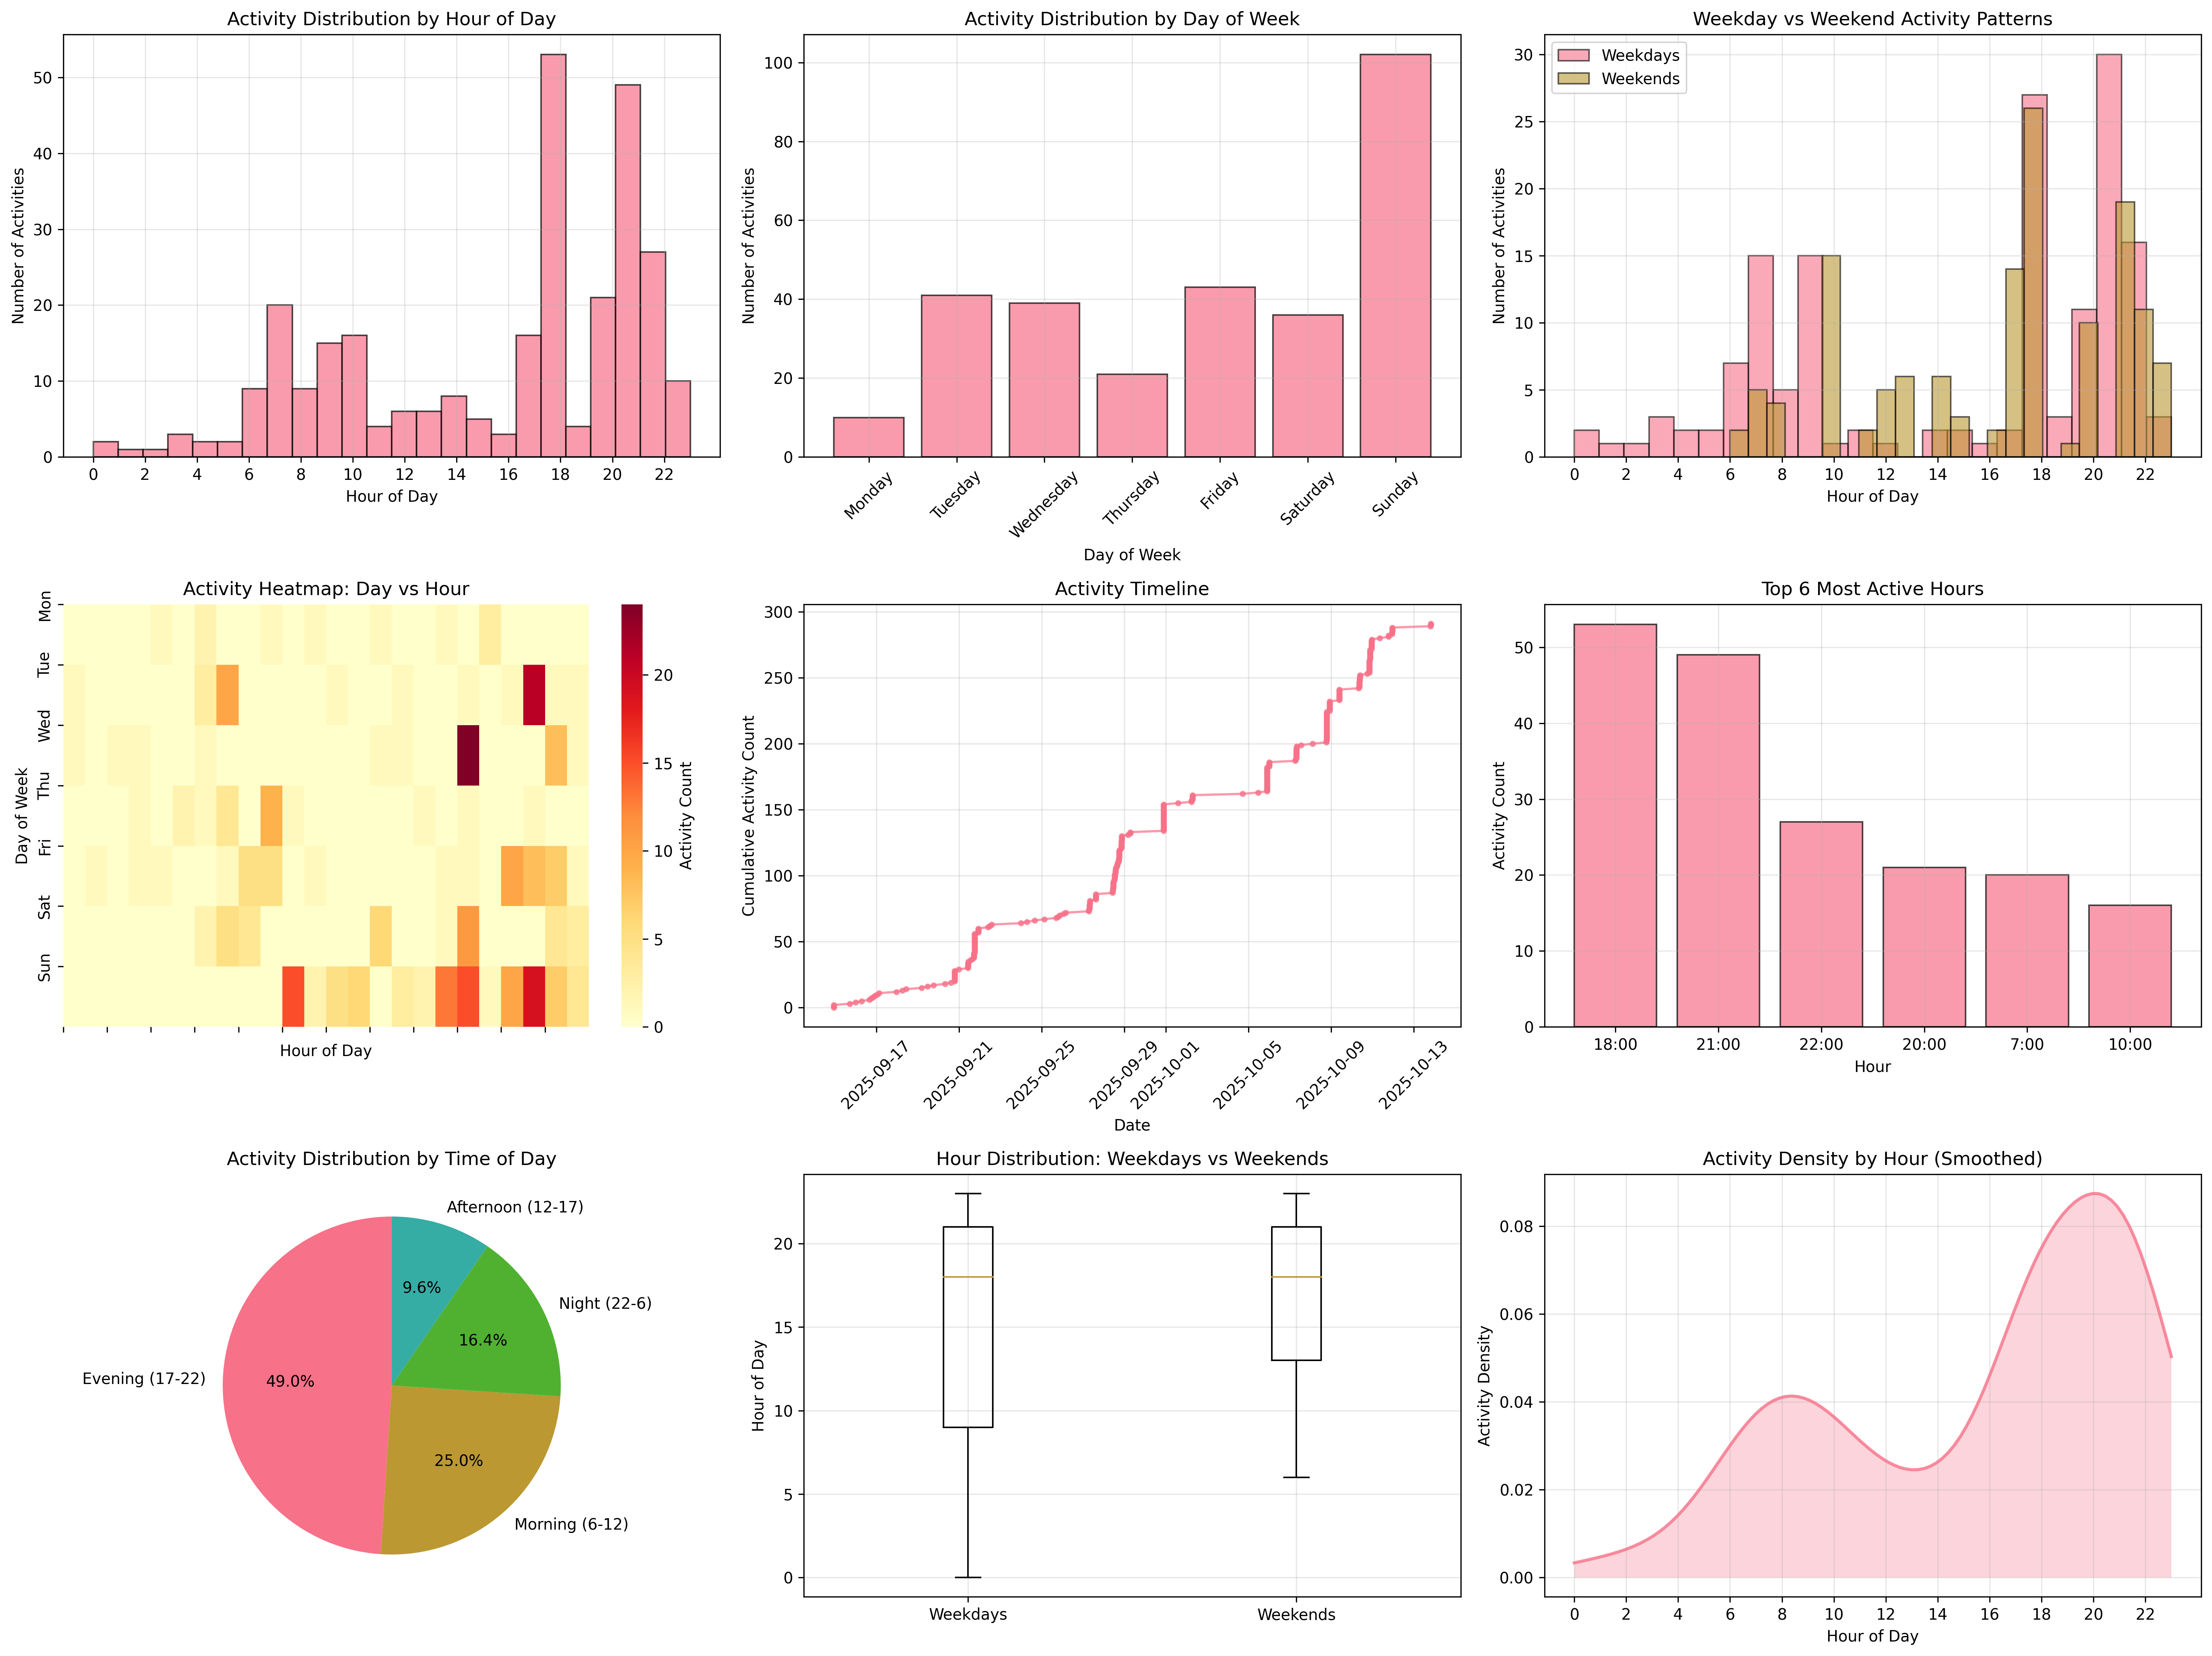 Activity Distribution by Hour of Day
50
40
30
20
10
0
Number of Activities
0 2 4 6 8 10 12 14 16 18 20 22
Hour of Day
Activity Distribution by Day of Week
100
80
60
40
20
0
Number of Activities
Monday Tuesday Wednesday Thursday Friday Saturday Sunday
Day of Week
Weekday vs Weekend Activity Patterns
Weekdays
Weekends
30
25
20
15
10
5
0
Number of Activities
0 2 4 6 8 10 12 14 16 18 20 22
Hour of Day
Activity Heatmap: Day vs Hour
Mon
Tue
Wed
Thu
Fri
Sat
Sun
Day of Week
Hour of Day
20
15
10
5
0
Activity Count
Activity Timeline
300
250
200
150
100
50
0
Cumulative Activity Count
2025-09-17 2025-09-21 2025-09-25 2025-09-29 2025-10-01 2025-10-05 2025-10-09 2025-10-13
Date
Top 6 Most Active Hours
50
40
30
20
10
0
Activity Count
18:00 21:00 22:00 20:00 7:00 10:00
Hour
Activity Distribution by Time of Day
Afternoon (12-17)
9.6%
Night (22-6)
16.4%
Evening (17-22)
49.0%
25.0%
Morning (6-12)
Hour Distribution: Weekdays vs Weekends
20
15
10
5
0
Hour of Day
Weekdays Weekends
Activity Density by Hour (Smoothed)
0.08
0.06
0.04
0.02
0.00
Activity Density
0 2 4 6 8 10 12 14 16 18 20 22
Hour of Day